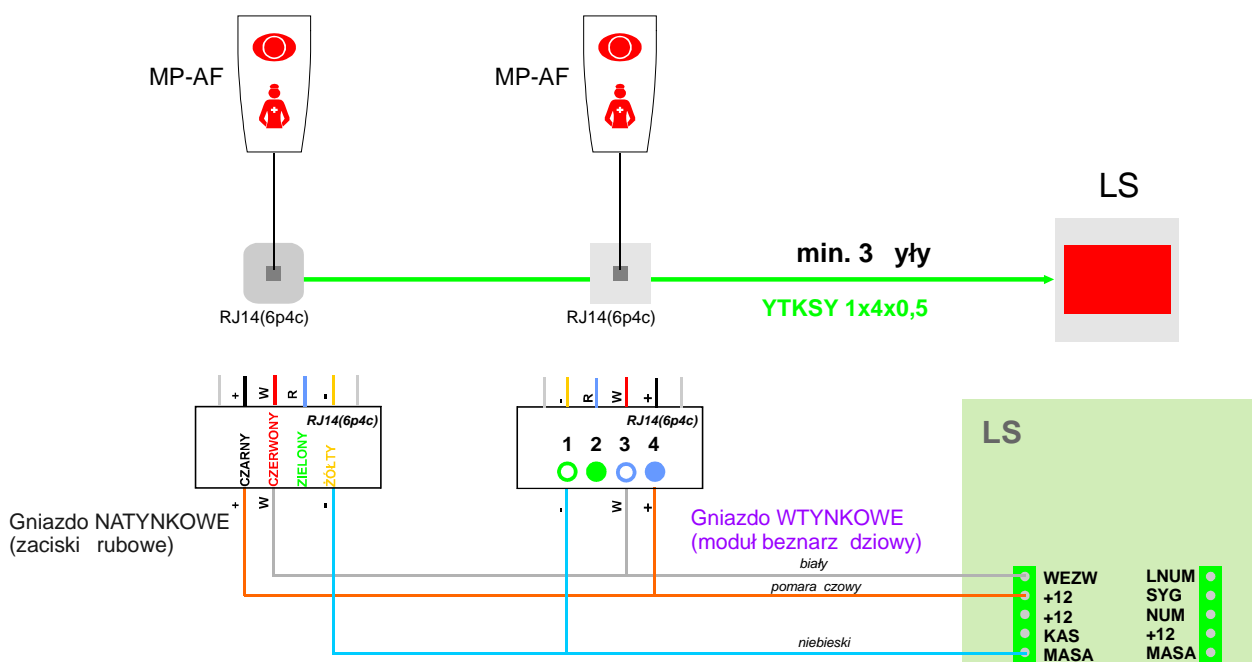 MP-AF
MP-AF
LS
min. 3 yły
YTKSY 1x4x0,5
RJ14(6p4c)
RJ14(6p4c)
+ W R -
RJ14(6p4c)
CZARNY
CZERWONY
ZIELONY
ŻÓŁTY
+ W -
- R W +
RJ14(6p4c)
1 2 3 4
- W +
LS
Gniazdo NATYNKOWE
(zaciski rubowe)
Gniazdo WTYNKOWE
(moduł beznarz dziowy)
biały
pomara czowy
niebieski
WEZW
+12
+12
KAS
MASA
LNUM
SYG
NUM
+12
MASA